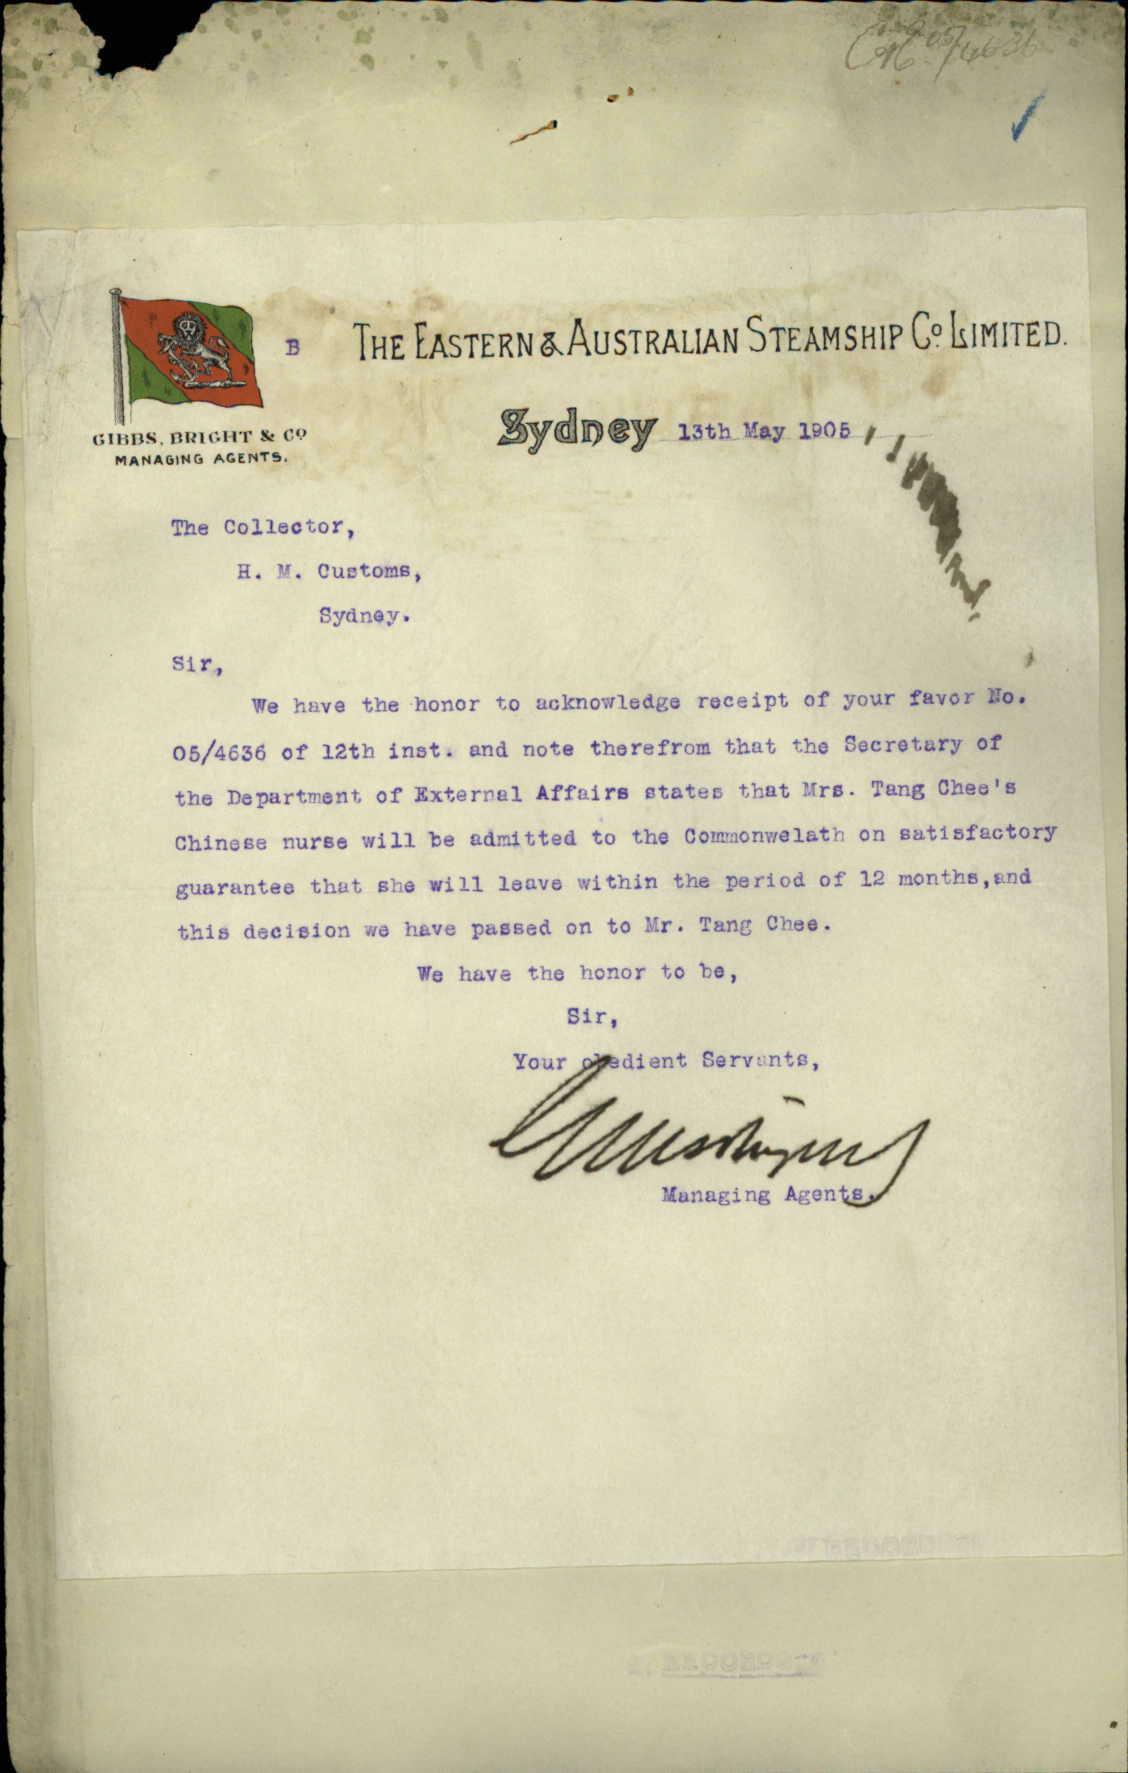 05/4636
B
THE EASTERN & AUSTRALIAN STEAMSHIP Co. LIMITED.
GIBBS, BRIGHT & Co
MANAGING AGENTS.
Sydney 13th May 1905
The Collector,
H. M. Customs,
Sydney.
Sir,
We have the honor to acknowledge receipt of your favor No.
05/4636 of 12th inst. and note therefrom that the Secretary of
the Department of External Affairs states that Mrs. Tang Chee's
Chinese nurse will be admitted to the Commonwelath on satisfactory
guarantee that she will leave within the period of 12 months,and
this decision we have passed on to Mr. Tang Chee.
We have the honor to be,
Sir,
Your obedient Servants,
Managing Agents.